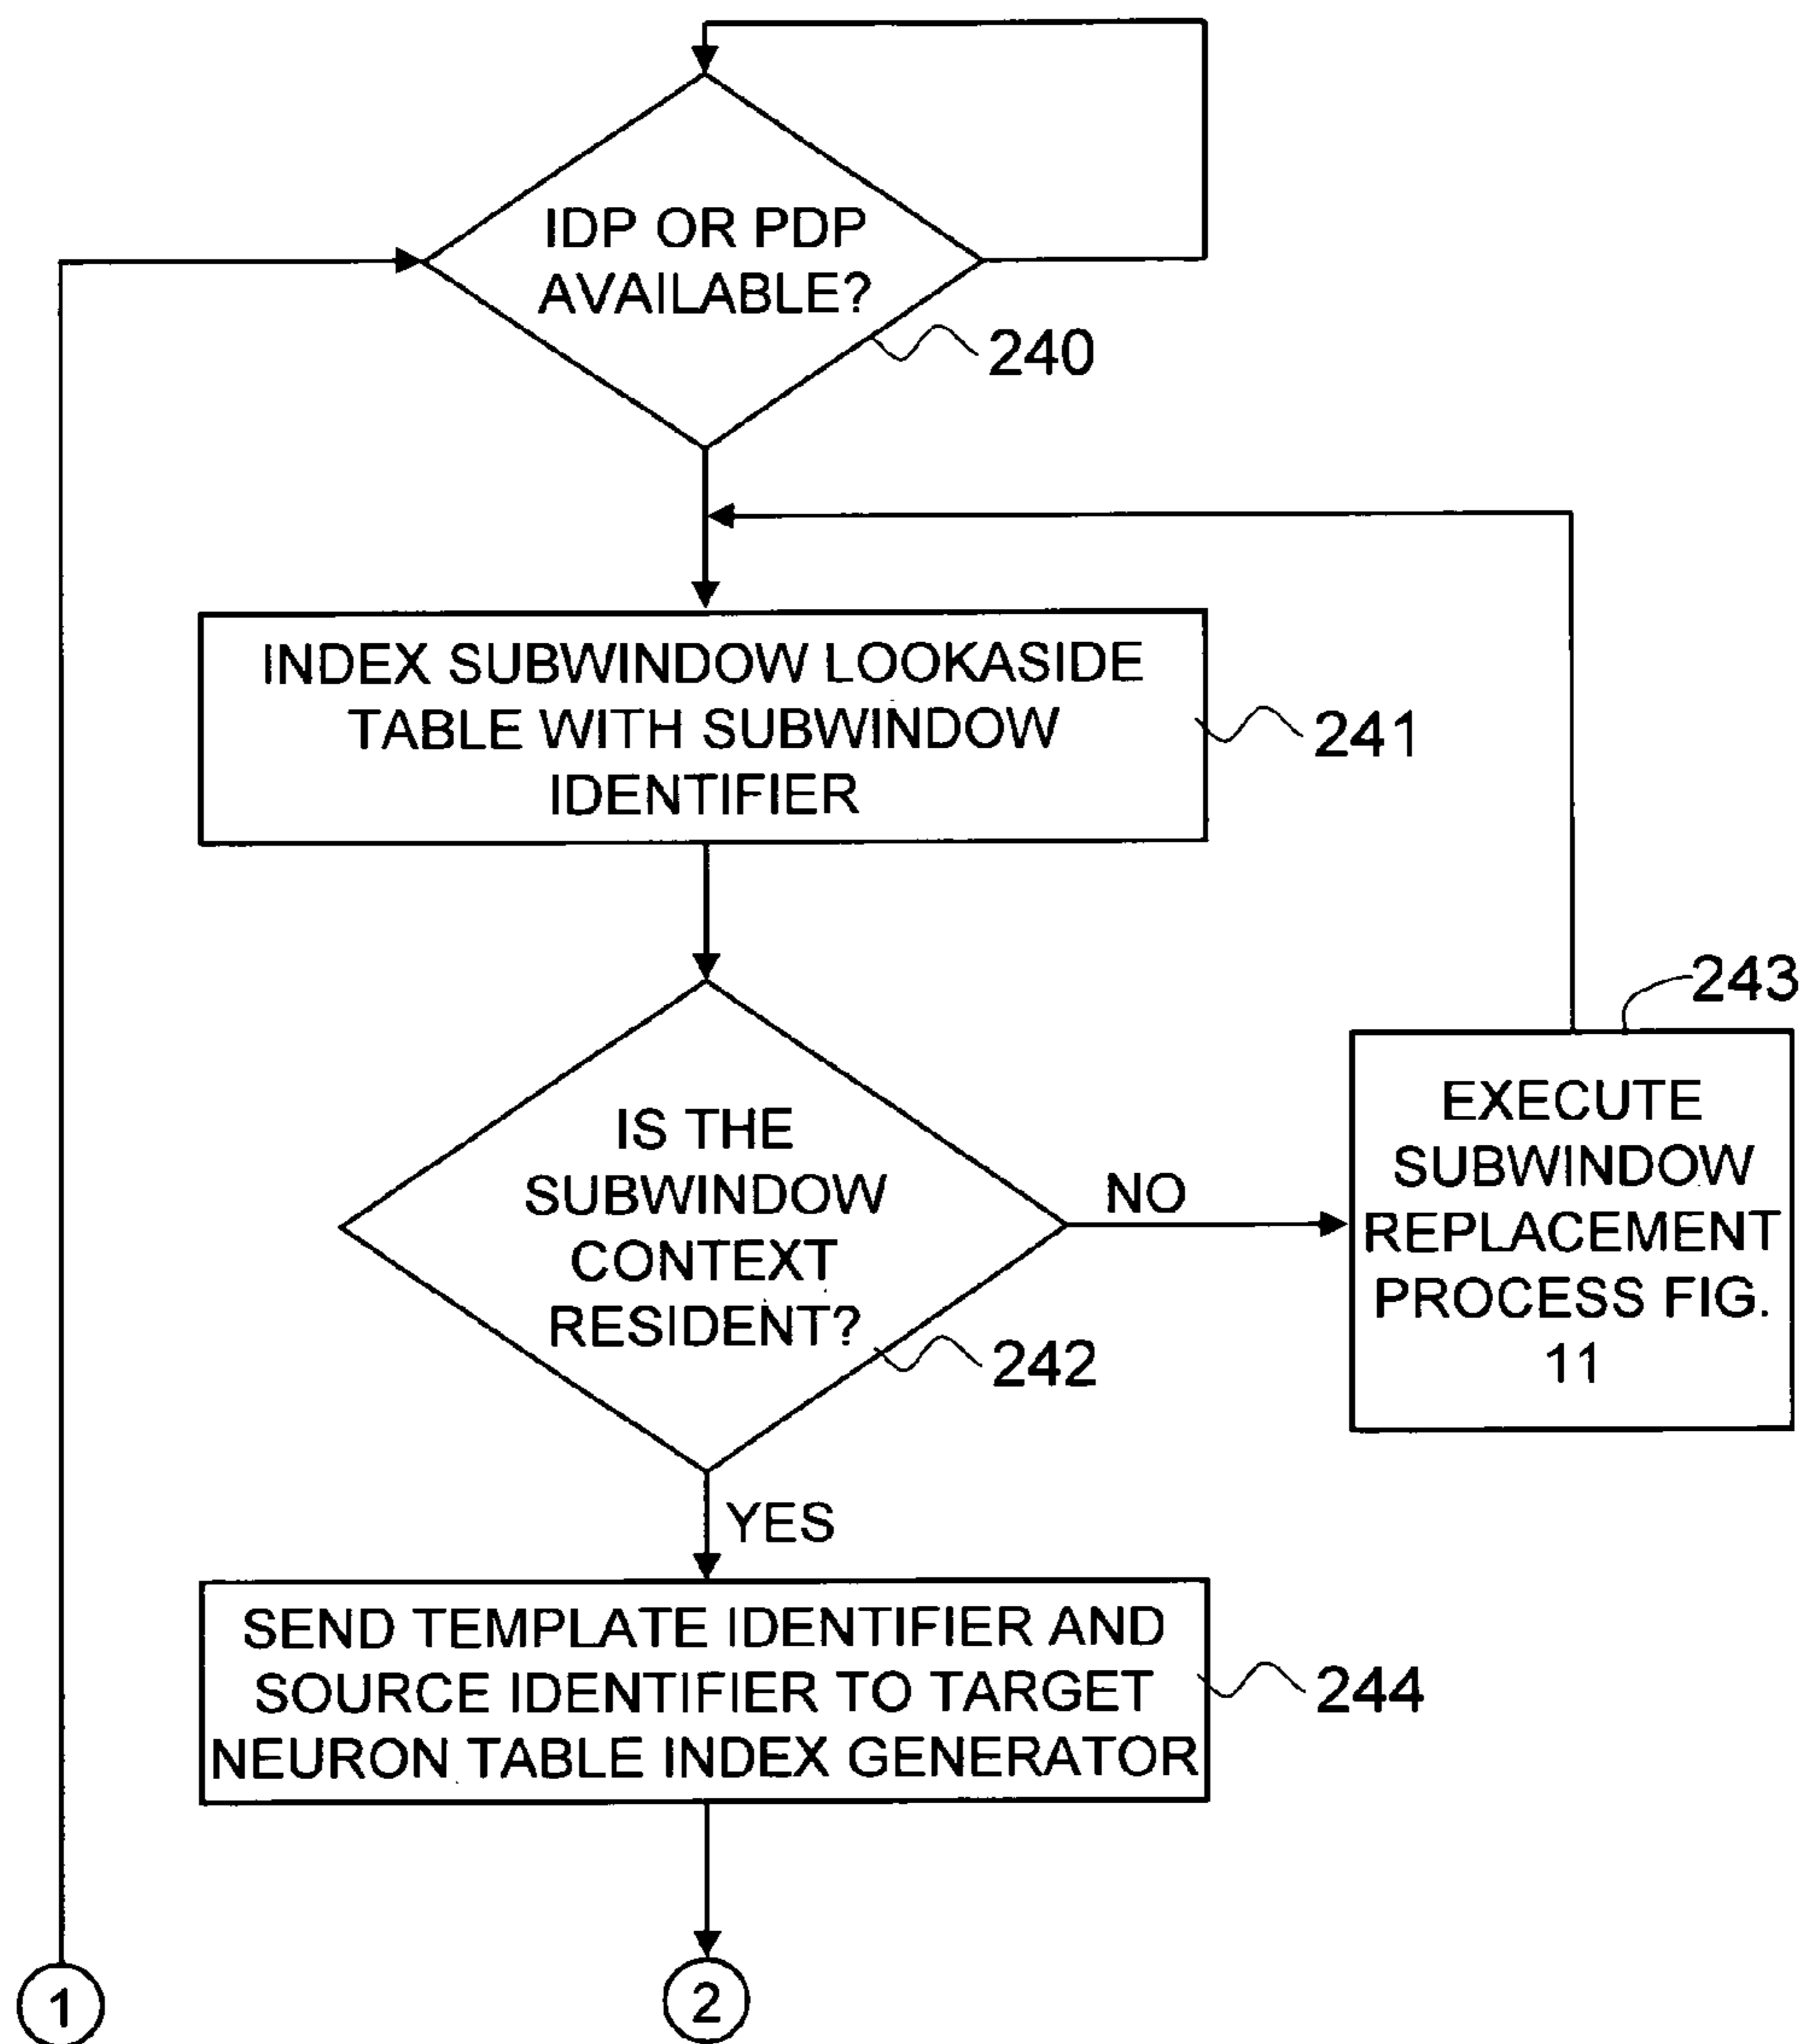 IDP OR PDP
AVAILABLE?
240
INDEX SUBWINDOW LOOKASIDE
TABLE WITH SUBWINDOW
IDENTIFIER
241
IS THE
SUBWINDOW
CONTEXT
RESIDENT?
242
NO
243
EXECUTE
SUBWINDOW
REPLACEMENT
PROCESS FIG.
11
YES
SEND TEMPLATE IDENTIFIER AND
SOURCE IDENTIFIER TO TARGET
NEURON TABLE INDEX GENERATOR
244
1
2